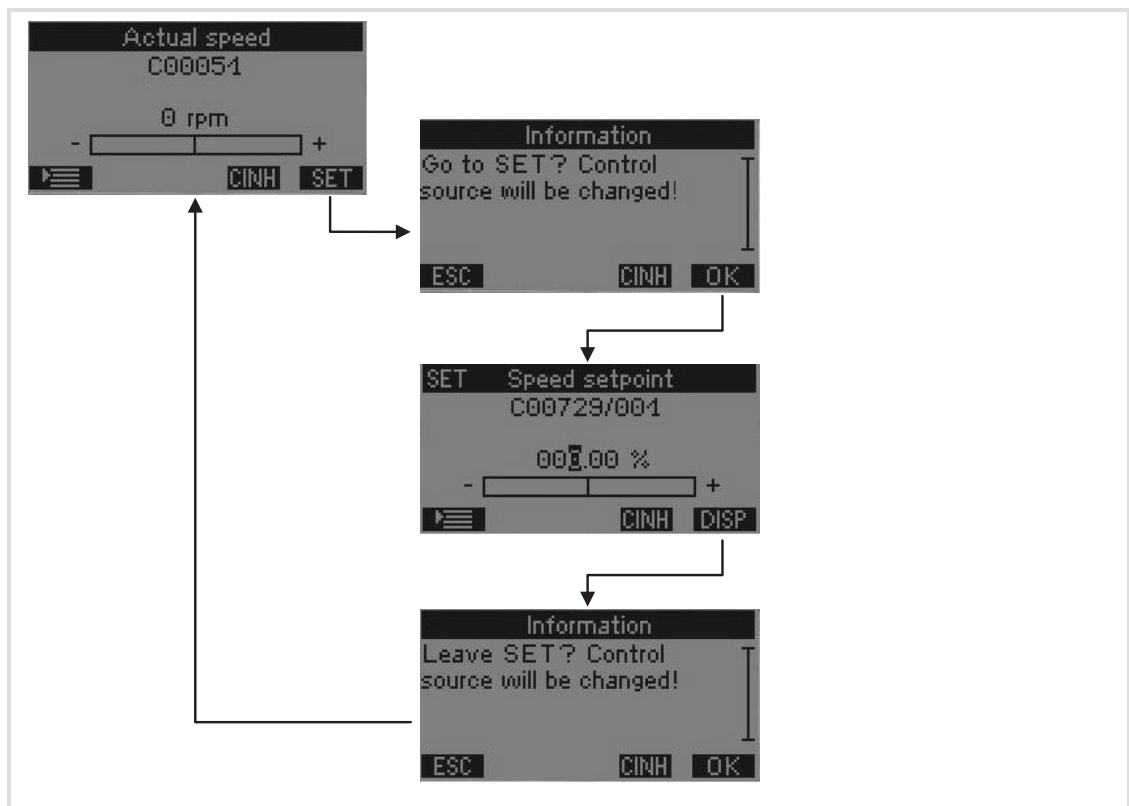 Actual speed
C00051
0 rpm
- +
CINH SET
Information
Go to SET? Control
source will be changed!
ESC CINH OK
SET Speed setpoint
C00729/001
000.00 %
- +
CINH DISP
Information
Leave SET? Control
source will be changed!
ESC CINH OK